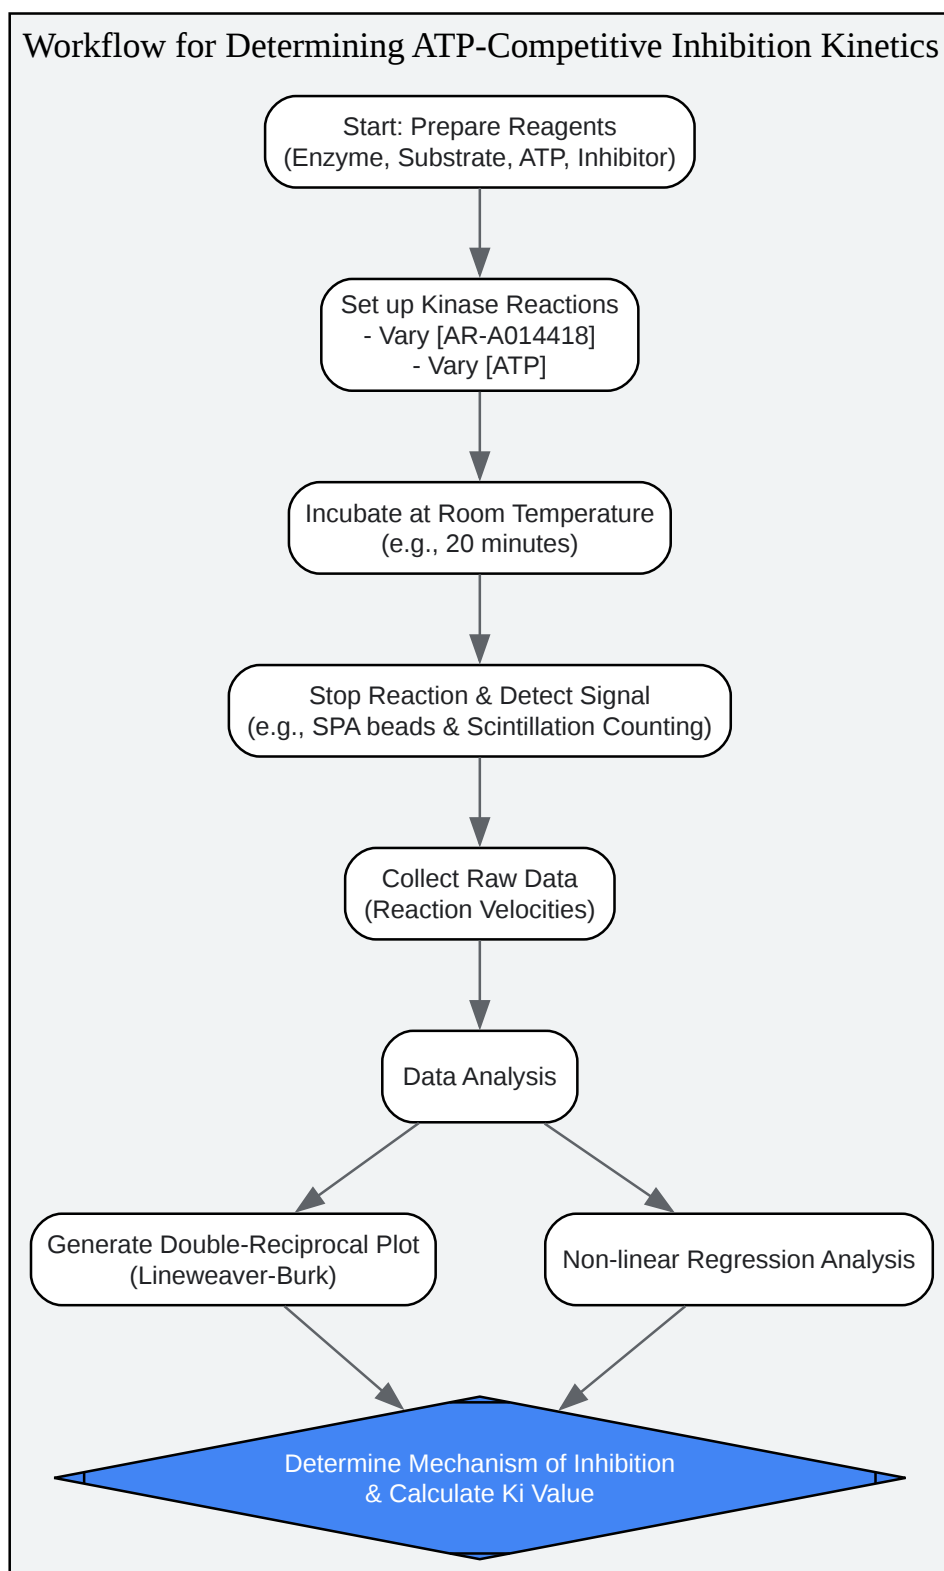 Workflow for Determining ATP-Competitive Inhibition Kinetics
Start: Prepare Reagents
(Enzyme, Substrate, ATP, Inhibitor)
Set up Kinase Reactions
- Vary [AR-A014418]
- Vary [ATP]
Incubate at Room Temperature
(e.g., 20 minutes)
Stop Reaction & Detect Signal
(e.g., SPA beads & Scintillation Counting)
Collect Raw Data
(Reaction Velocities)
Data Analysis
Generate Double-Reciprocal Plot
(Lineweaver-Burk)
Non-linear Regression Analysis
Determine Mechanism of Inhibition
& Calculate Ki Value